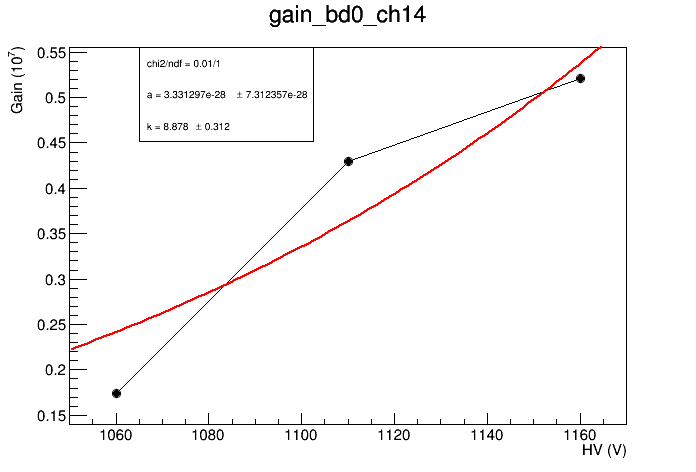 gain_bd0_ch14
Gain (10^7)
0.55
0.5
0.45
0.4
0.35
0.3
0.25
0.2
0.15
chi2/ndf = 0.01/1
a = 3.331297e-28 ± 7.312357e-28
k = 8.878 ± 0.312
1060 1080 1100 1120 1140 1160
HV (V)